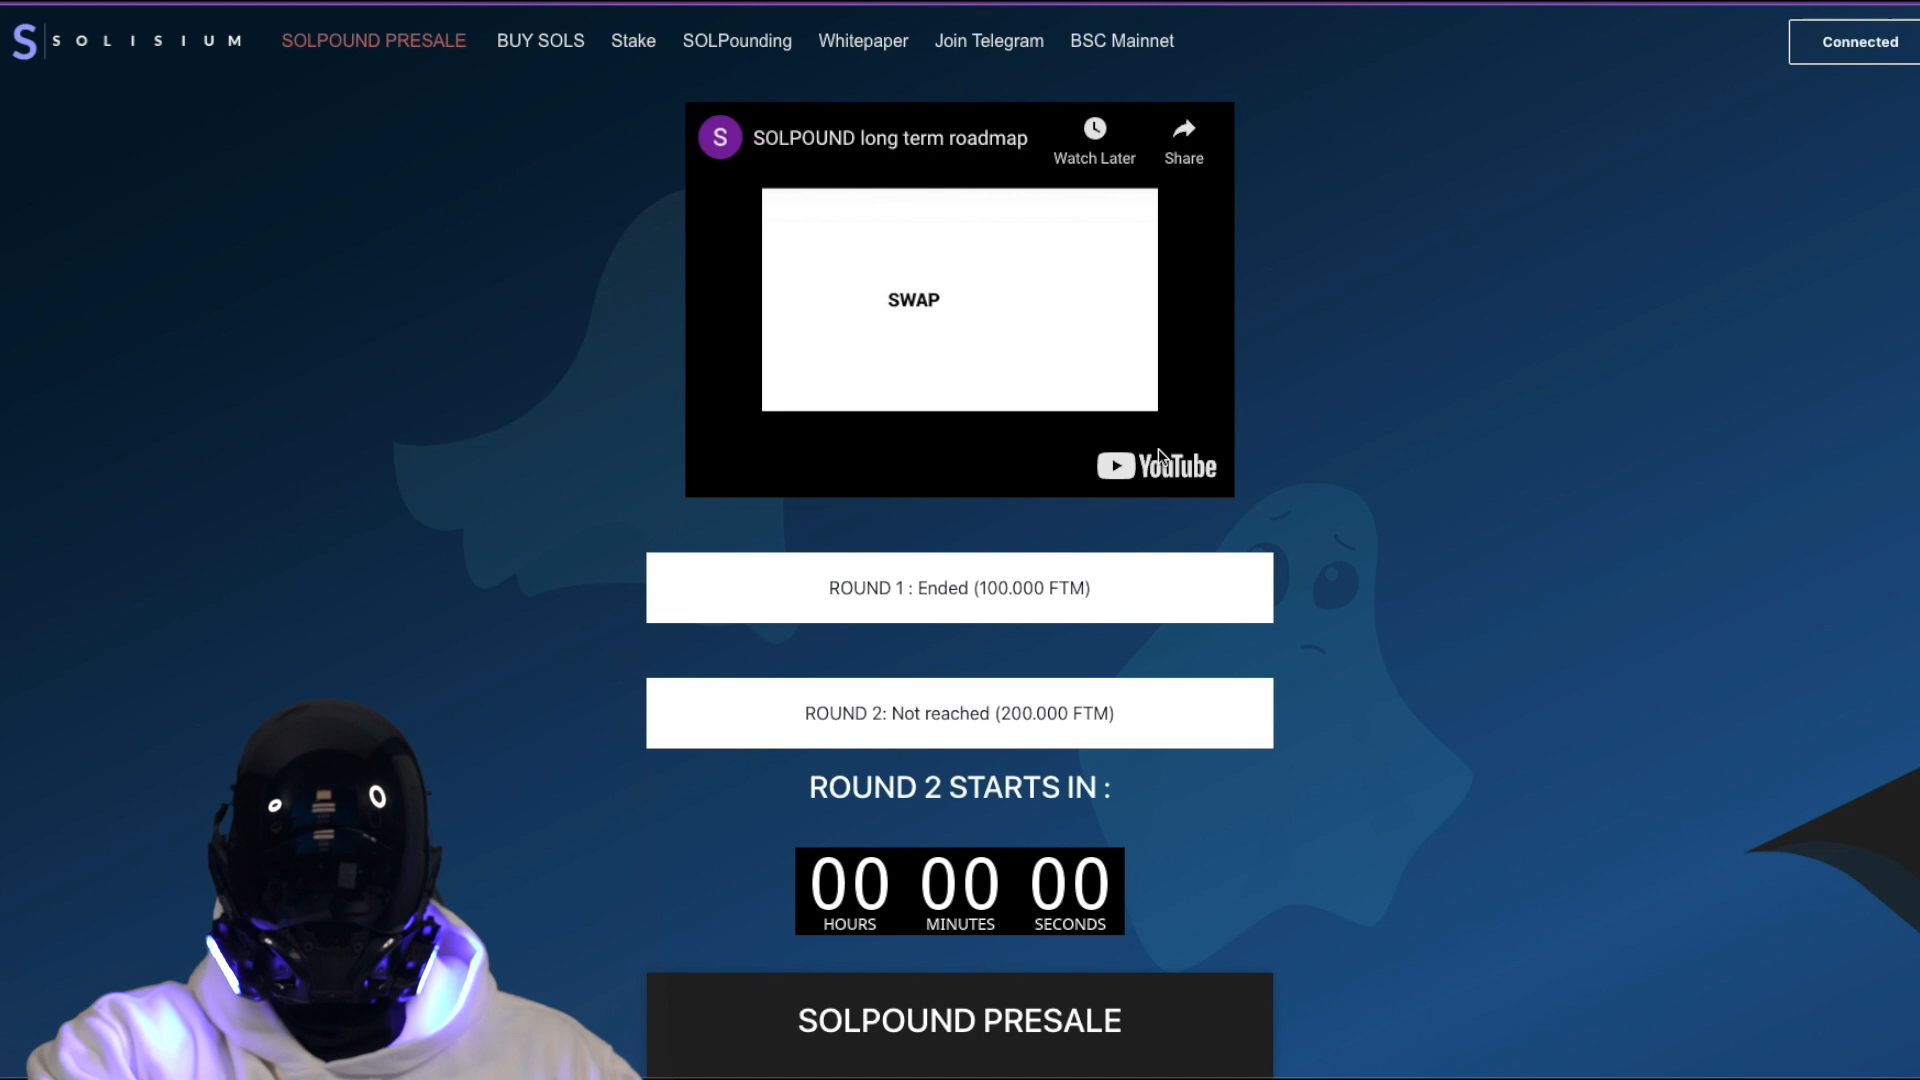 S SOLISIUM SOLPOUND PRESALE BUY SOLS Stake SOLPounding Whitepaper Join Telegram BSC Mainnet Connected
S SOLPOUND long term roadmap
Watch Later Share
SWAP
YouTube
ROUND 1 : Ended (100.000 FTM)
ROUND 2: Not reached (200.000 FTM)
ROUND 2 STARTS IN :
00 00 00
HOURS MINUTES SECONDS
SOLPOUND PRESALE